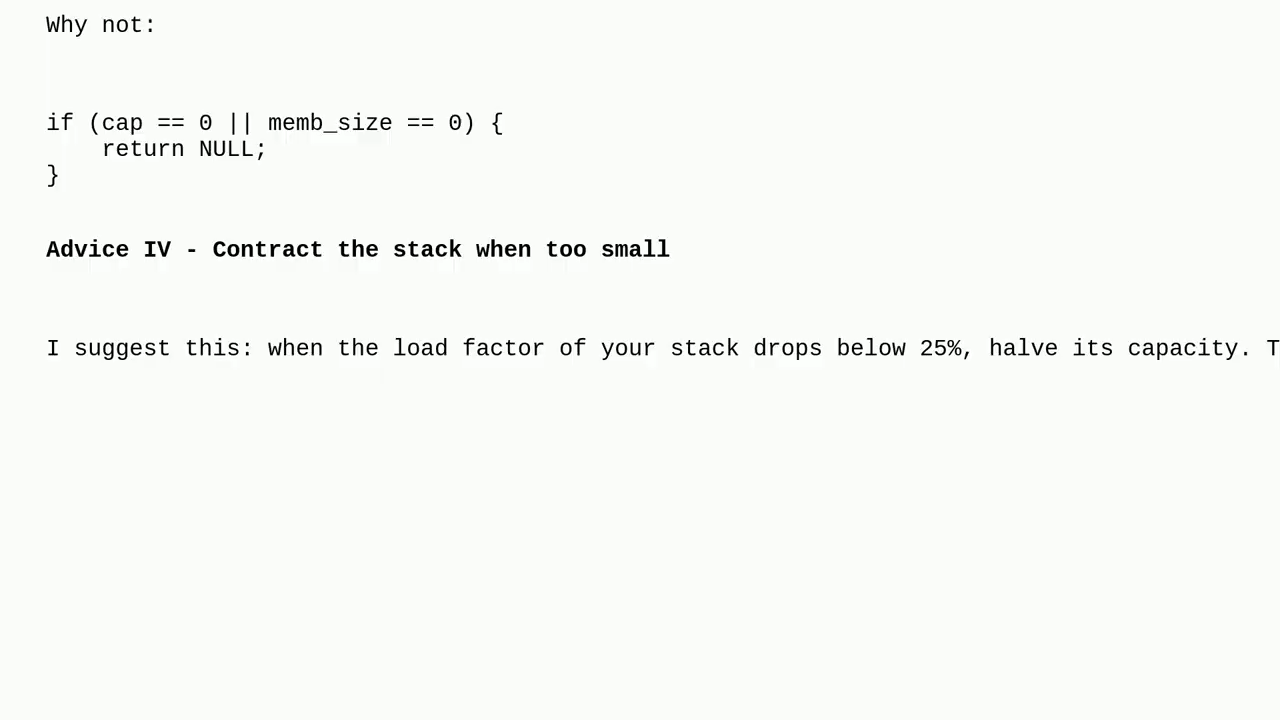 Why not:
if (cap == 0 || memb_size == 0) {
    return NULL;
}
Advice IV - Contract the stack when too small
I suggest this: when the load factor of your stack drops below 25%, halve its capacity. T